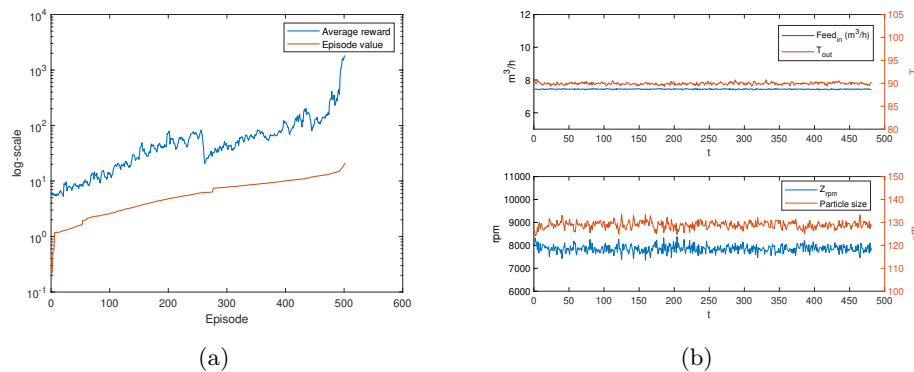 10^4
10^3
10^2
10^1
10^0
10^-1
log-scale
0 100 200 300 400 500 600
Episode
Average reward
Episode value
(a)
12
10
8
6
m^3/h
105
100
95
90
85
80
0 50 100 150 200 250 300 350 400 450 500
t
Feed_in (m^3/h)
T_out
11000
10000
9000
8000
7000
6000
rpm
150
140
130
120
110
100
0 50 100 150 200 250 300 350 400 450 500
t
Z_rpm
Particle size
(b)